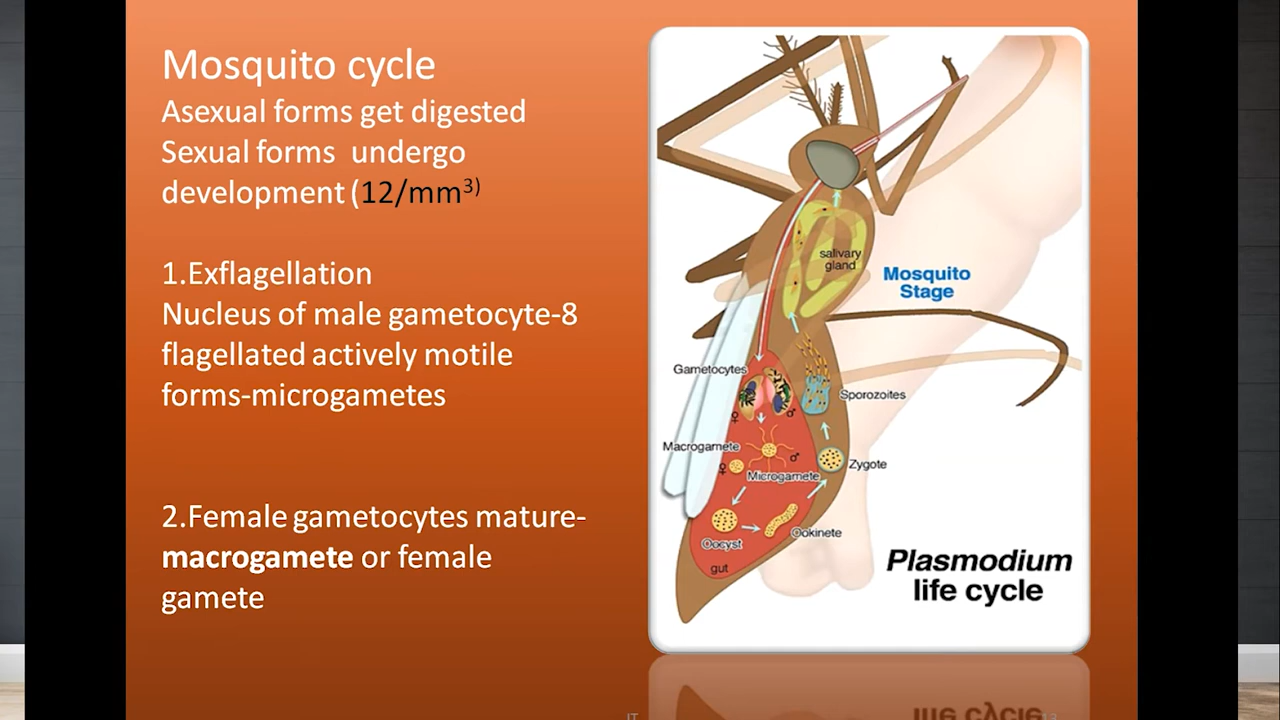 Mosquito cycle
Asexual forms get digested
Sexual forms undergo
development (12/mm³)
1.Exflagellation
Nucleus of male gametocyte-8
flagellated actively motile
forms-microgametes
2.Female gametocytes mature-
macrogamete or female
gamete
salivary
gland
Mosquito
Stage
Gametocytes
Sporozoites
♀
♂
Macrogamete
♂
♀
Zygote
Microgamete
Ookinete
Oocyst
gut
Plasmodium
life cycle
IT
13